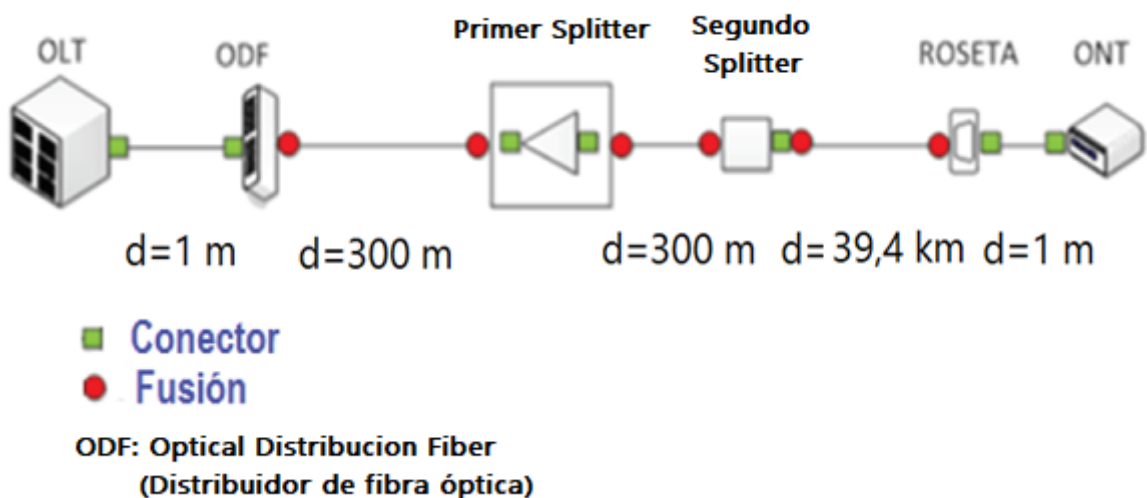 OLT
ODF
Primer Splitter
Segundo
Splitter
ROSETA
ONT
d=1 m
d=300 m
d=300 m
d=39,4 km
d=1 m
Conector
Fusión
ODF: Optical Distribucion Fiber
(Distribuidor de fibra óptica)